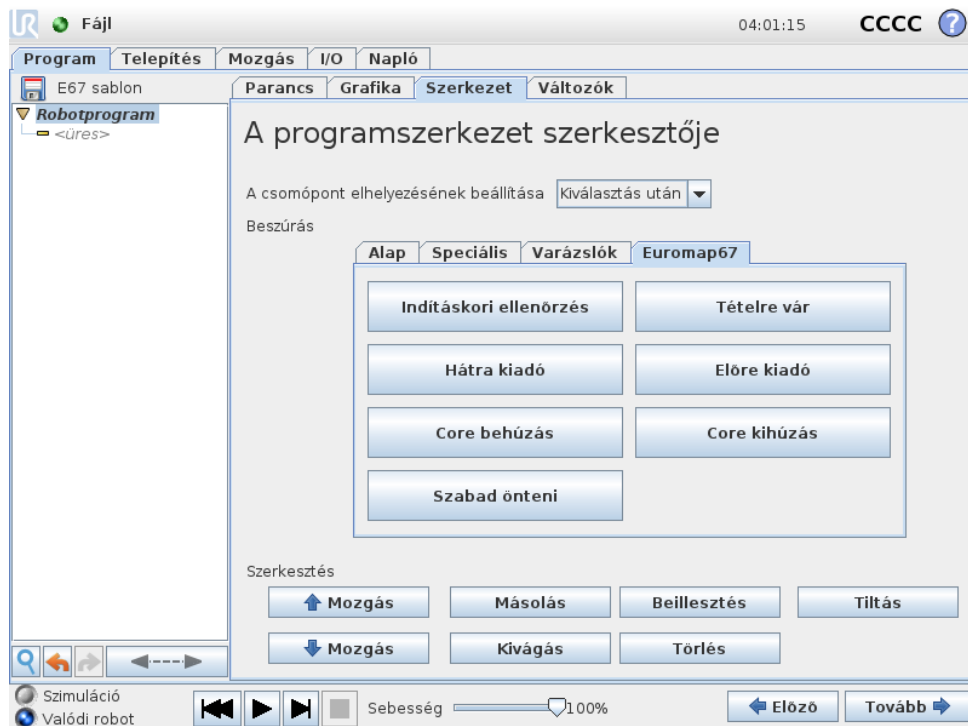 UR Fájl 04:01:15 CCCC ?
Program Telepítés Mozgás I/O Napló
E67 sablon
Robotprogram
<üres>
Parancs Grafika Szerkezet Változók
A programszerkezet szerkesztője
A csomópont elhelyezésének beállítása Kiválasztás után
Beszúrás
Alap Speciális Varázslók Euromap67
Indításkori ellenőrzés Tételre vár
Hátra kiadó Előre kiadó
Core behúzás Core kihúzás
Szabad önteni
Szerkesztés
Mozgás Másolás Beillesztés Tiltás
Mozgás Kivágás Törlés
Szimuláció
Valódi robot
Sebesség 100% Előző Tovább